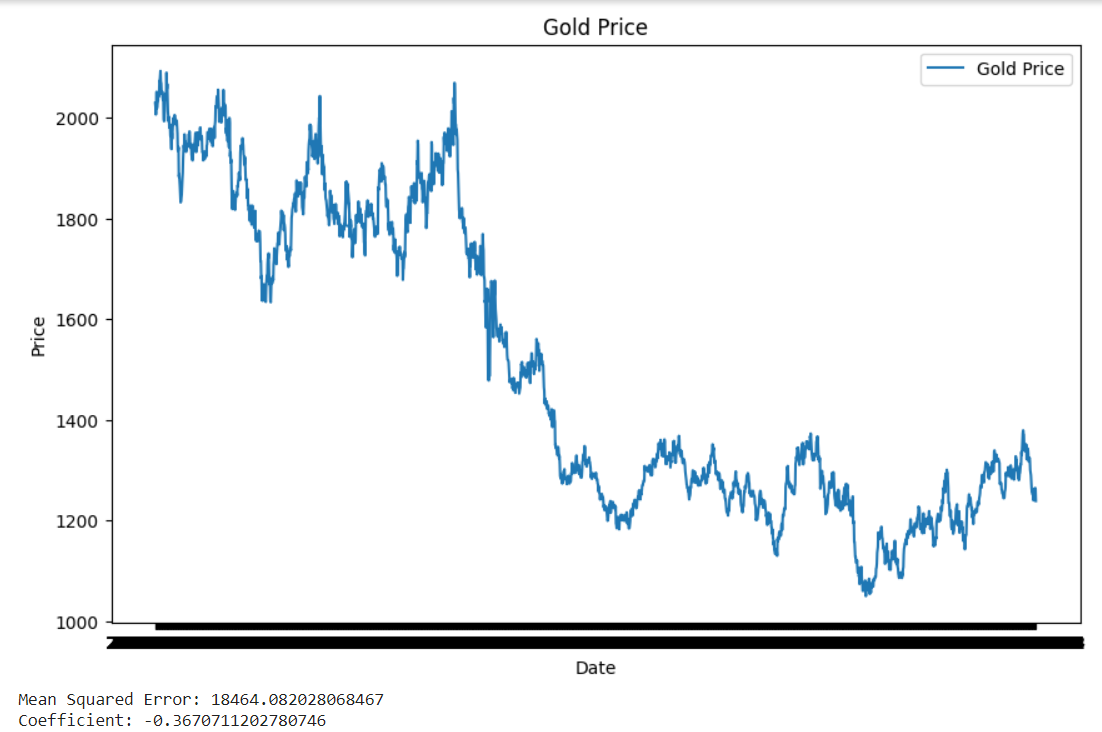 Gold Price
Gold Price
2000
1800
1600
1400
1200
1000
Price
Date
Mean Squared Error: 18464.082028068467
Coefficient: -0.3670711202780746